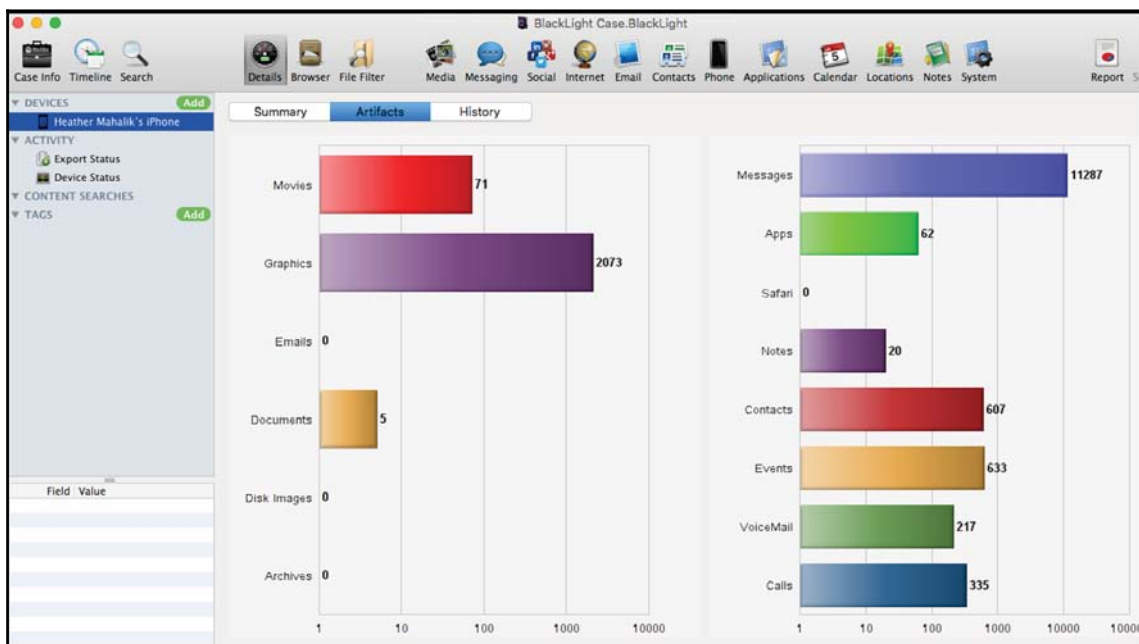 BlackLight Case.BlackLight
Case Info Timeline Search Details Browser File Filter Media Messaging Social Internet Email Contacts Phone Applications Calendar Locations Notes System Report
DEVICES Add
Heather Mahalik's iPhone
ACTIVITY
Export Status
Device Status
CONTENT SEARCHES
TAGS Add
Field Value
Summary Artifacts History
Movies 71
Graphics 2073
Emails 0
Documents 5
Disk Images 0
Archives 0
1 10 100 1000 10000
Messages 11287
Apps 62
Safari 0
Notes 20
Contacts 607
Events 633
VoiceMail 217
Calls 335
1 10 100 1000 10000